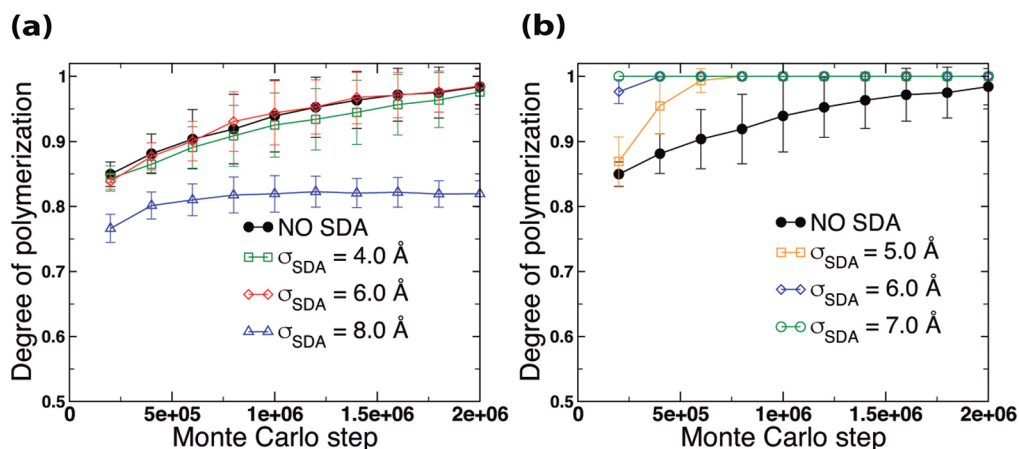 (a)
Degree of polymerization
1
0.9
0.8
0.7
0.6
0.5
NO SDA
σSDA = 4.0 Å
σSDA = 6.0 Å
σSDA = 8.0 Å
0 5e+05 1e+06 1.5e+06 2e+06
Monte Carlo step
(b)
Degree of polymerization
1
0.9
0.8
0.7
0.6
0.5
NO SDA
σSDA = 5.0 Å
σSDA = 6.0 Å
σSDA = 7.0 Å
0 5e+05 1e+06 1.5e+06 2e+06
Monte Carlo step